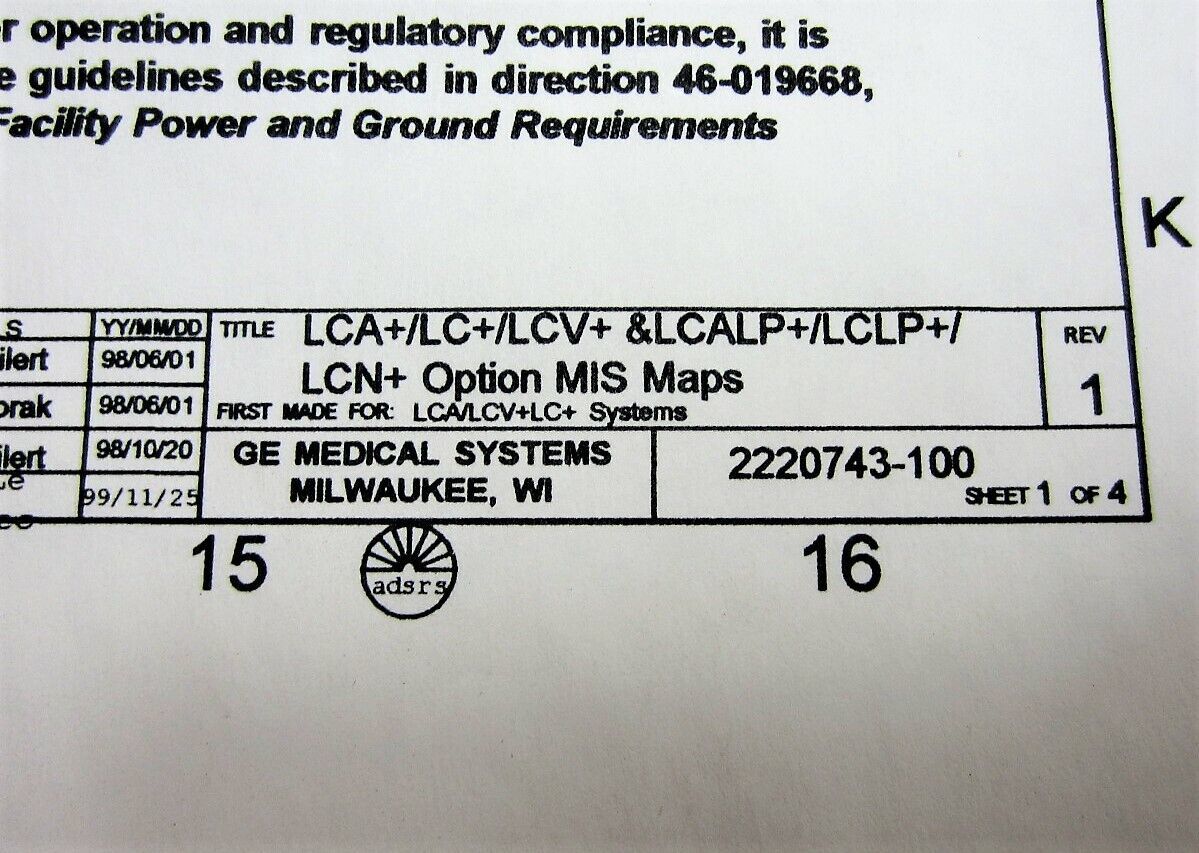 operation and regulatory compliance, it is
guidelines described in direction 46-019668,
Facility Power and Ground Requirements
K
S YY/MM/DD TITLE LCA+/LC+/LCV+ &LCALP+/LCLP+/ REV
ilert 98/06/01 LCN+ Option MIS Maps 1
orak 98/06/01 FIRST MADE FOR: LCA/LCV+LC+ Systems
ilert 98/10/20 GE MEDICAL SYSTEMS 2220743-100
99/11/25 MILWAUKEE, WI SHEET 1 OF 4
15 16
adsrs